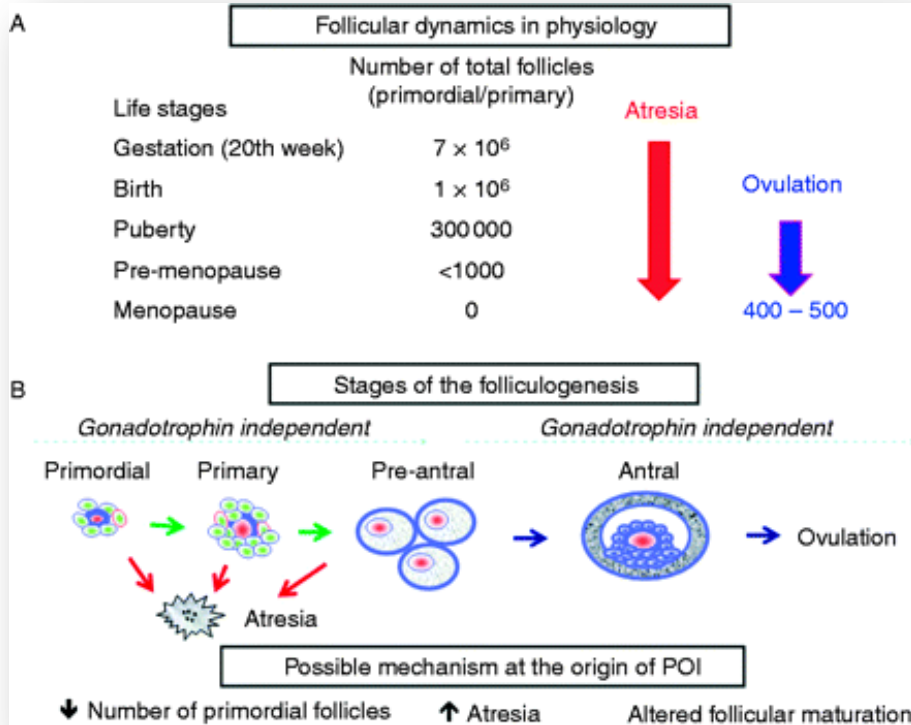 A
Follicular dynamics in physiology
Number of total follicles
(primordial/primary)
Life stages
Atresia
Gestation (20th week) 7 × 10⁶
Birth 1 × 10⁶
Ovulation
Puberty 300 000
Pre-menopause <1000
Menopause 0 400 – 500
B
Stages of the folliculogenesis
Gonadotrophin independent Gonadotrophin independent
Primordial Primary Pre-antral Antral
Ovulation
Atresia
Possible mechanism at the origin of POI
↓ Number of primordial follicles ↑ Atresia Altered follicular maturation